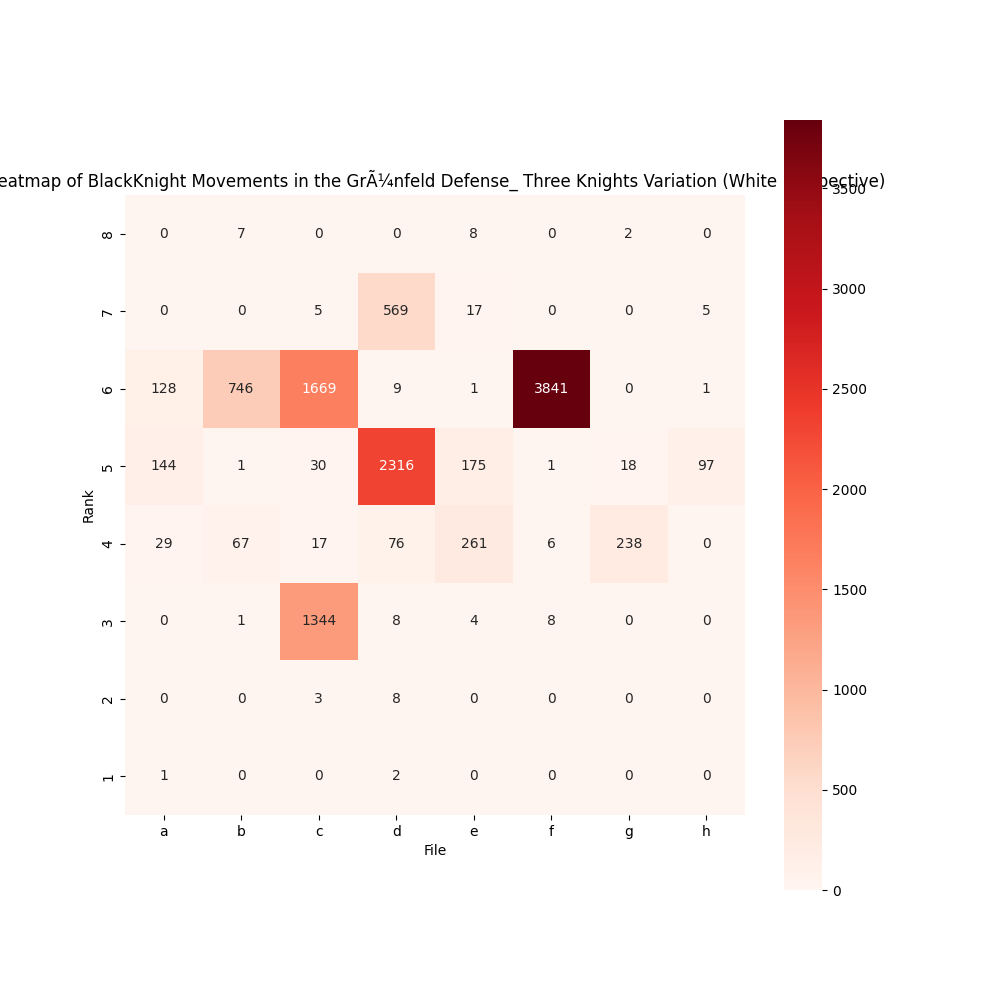 eatmap of BlackKnight Movements in the GrÃ¼nfeld Defense_ Three Knights Variation (White pective)
8 0 7 0 0 8 0 2 0
7 0 0 5 569 17 0 0 5
6 128 746 1669 9 1 3841 0 1
5 144 1 30 2316 175 1 18 97
4 29 67 17 76 261 6 238 0
3 0 1 1344 8 4 8 0 0
2 0 0 3 8 0 0 0 0
1 1 0 0 2 0 0 0 0
a b c d e f g h
File
Rank
3500
3000
2500
2000
1500
1000
500
0